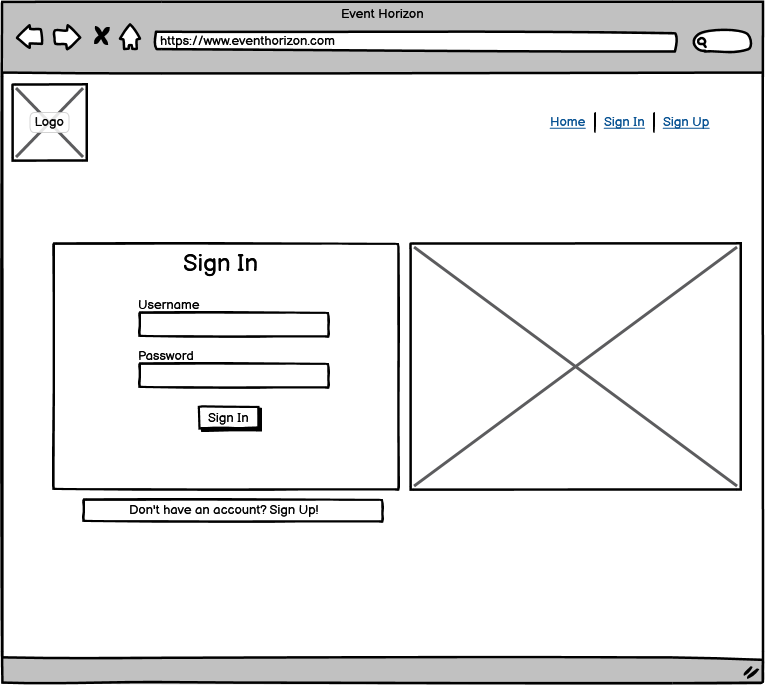 Event Horizon
https://www.eventhorizon.com
Logo
Home Sign In Sign Up
Sign In
Username
Password
Sign In
Don't have an account? Sign Up!